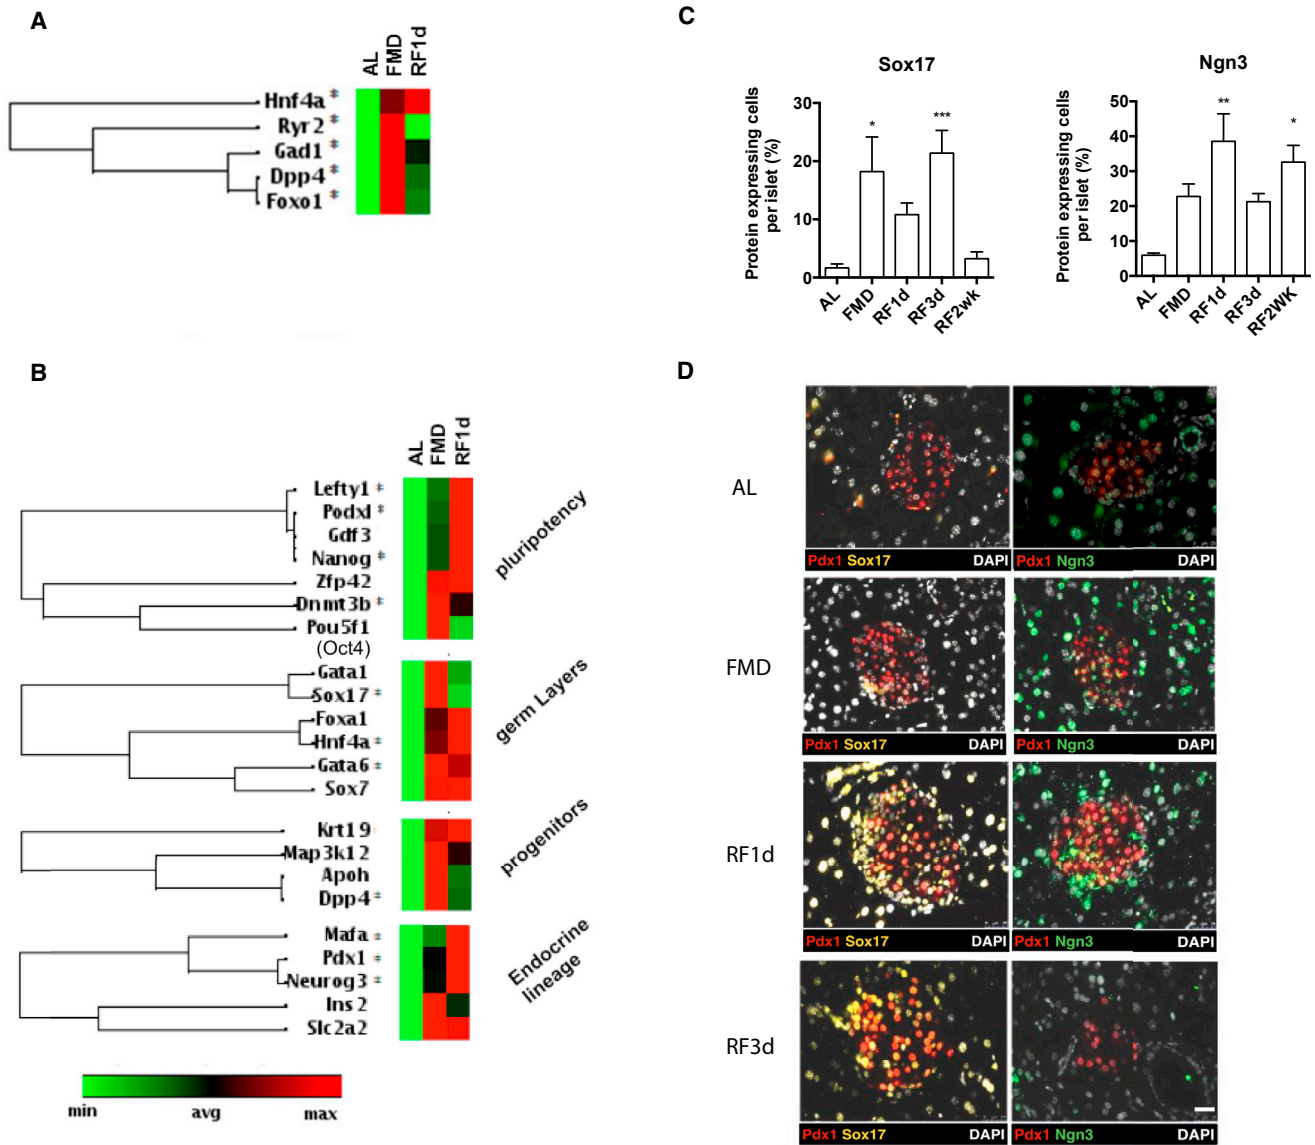 A
AL FMD RF1d
Hnf4a *
Ryr2 *
Gad1 *
Dpp4 *
Foxo1 *
B
AL FMD RF1d
Lefty1 *
Podxl *
Gdf3
Nanog *
Zfp42
Dnmt3b *
Pou5f1
(Oct4)
pluripotency
Gata1
Sox17 *
Foxa1
Hnf4a *
Gata6 *
Sox7
germ Layers
Krt19 *
Map3k12
Apoh
Dpp4 *
progenitors
Mafa *
Pdx1 *
Neurog3 *
Ins2
Slc2a2
Endocrine
lineage
min avg max
C
Sox17
Protein expressing cells
per islet (%)
30
20
10
0
* ***
AL FMD RF1d RF3d RF2wk
Ngn3
Protein expressing cells
per islet (%)
50
40
30
20
10
0
** *
AL FMD RF1d RF3d RF2WK
D
AL
Pdx1 Sox17 DAPI
Pdx1 Ngn3 DAPI
FMD
Pdx1 Sox17 DAPI
Pdx1 Ngn3 DAPI
RF1d
Pdx1 Sox17 DAPI
Pdx1 Ngn3 DAPI
RF3d
Pdx1 Sox17 DAPI
Pdx1 Ngn3 DAPI